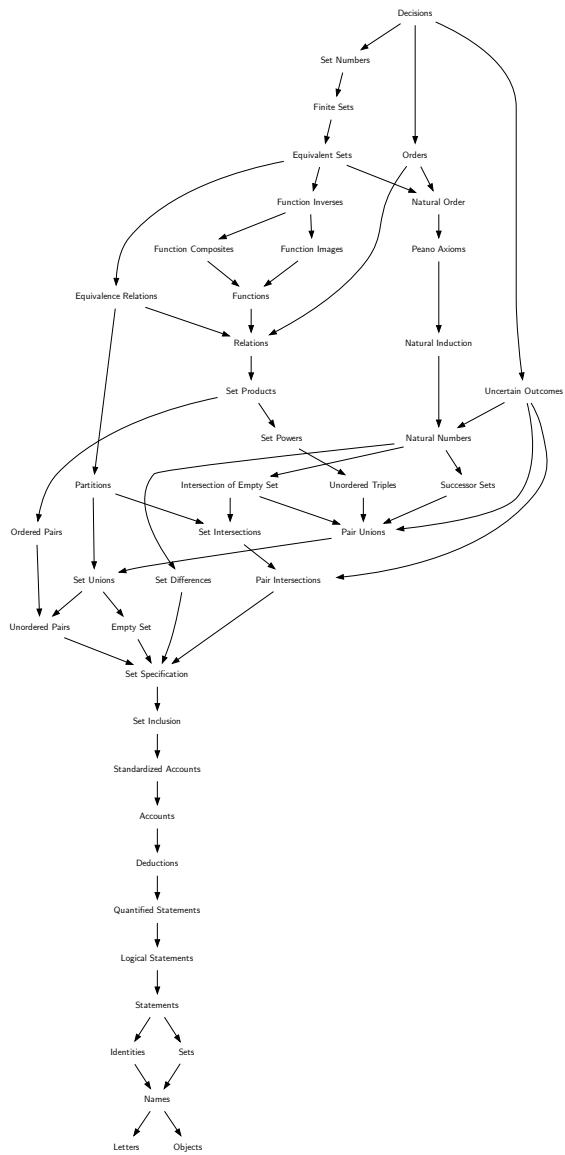 Decisions
Set Numbers
Finite Sets
Equivalent Sets
Orders
Function Inverses
Natural Order
Function Composites
Function Images
Peano Axioms
Equivalence Relations
Functions
Relations
Natural Induction
Set Products
Uncertain Outcomes
Set Powers
Natural Numbers
Partitions
Intersection of Empty Set
Unordered Triples
Successor Sets
Ordered Pairs
Set Intersections
Pair Unions
Set Unions
Set Differences
Pair Intersections
Unordered Pairs
Empty Set
Set Specification
Set Inclusion
Standardized Accounts
Accounts
Deductions
Quantified Statements
Logical Statements
Statements
Identities
Sets
Names
Letters
Objects